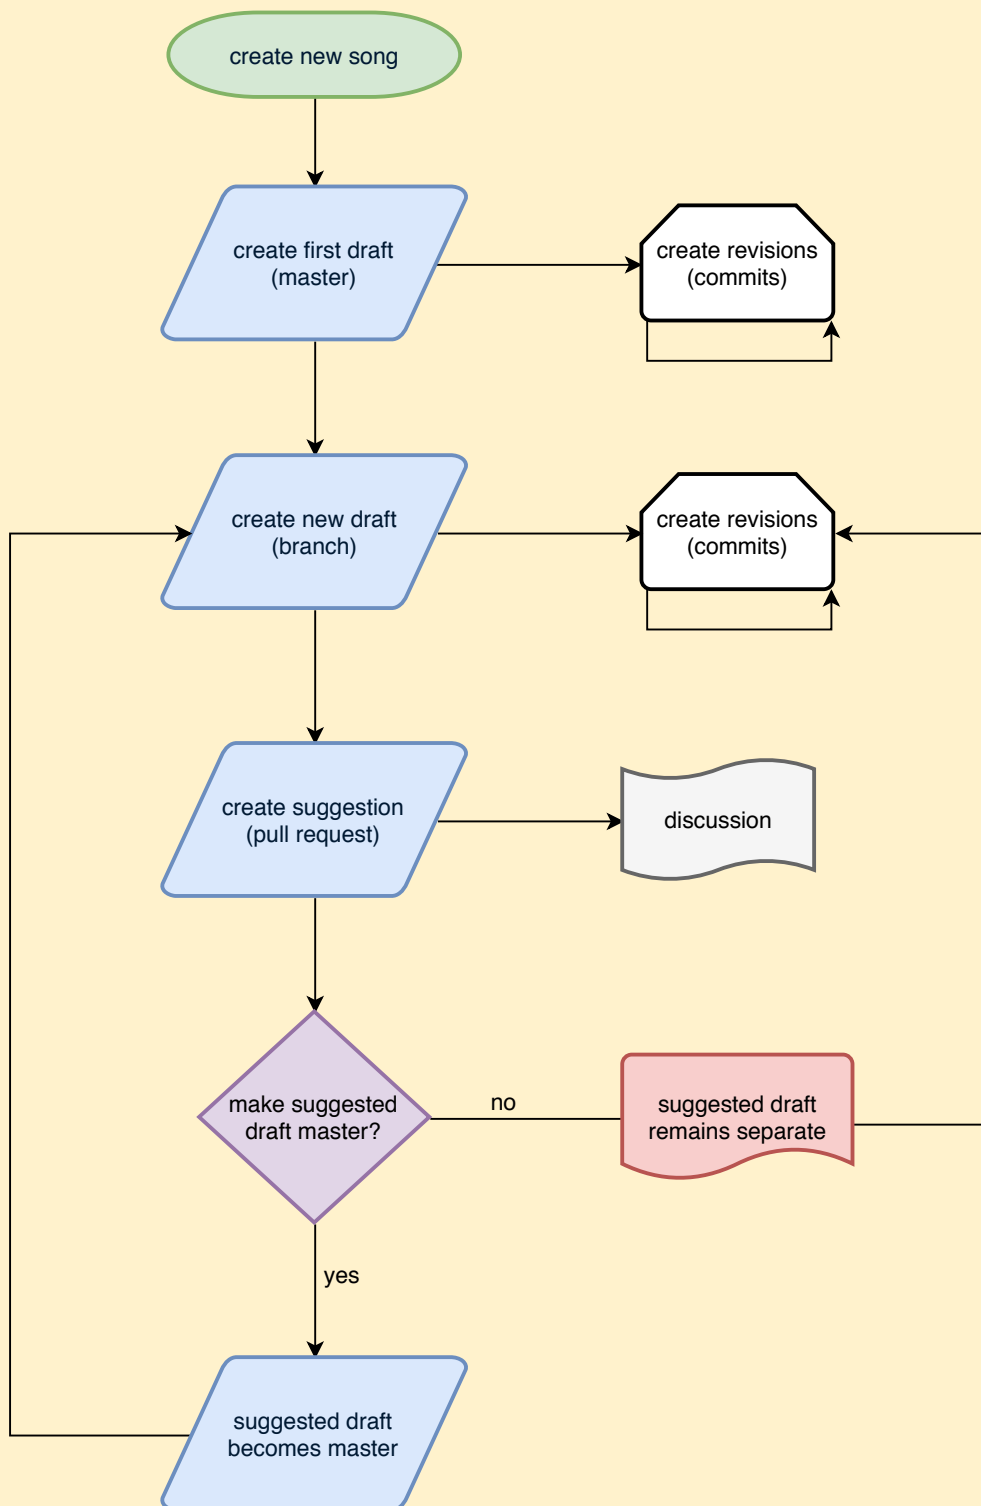 create new song
create first draft
(master)
create revisions
(commits)
create new draft
(branch)
create revisions
(commits)
create suggestion
(pull request)
discussion
make suggested
draft master?
no
suggested draft
remains separate
yes
suggested draft
becomes master